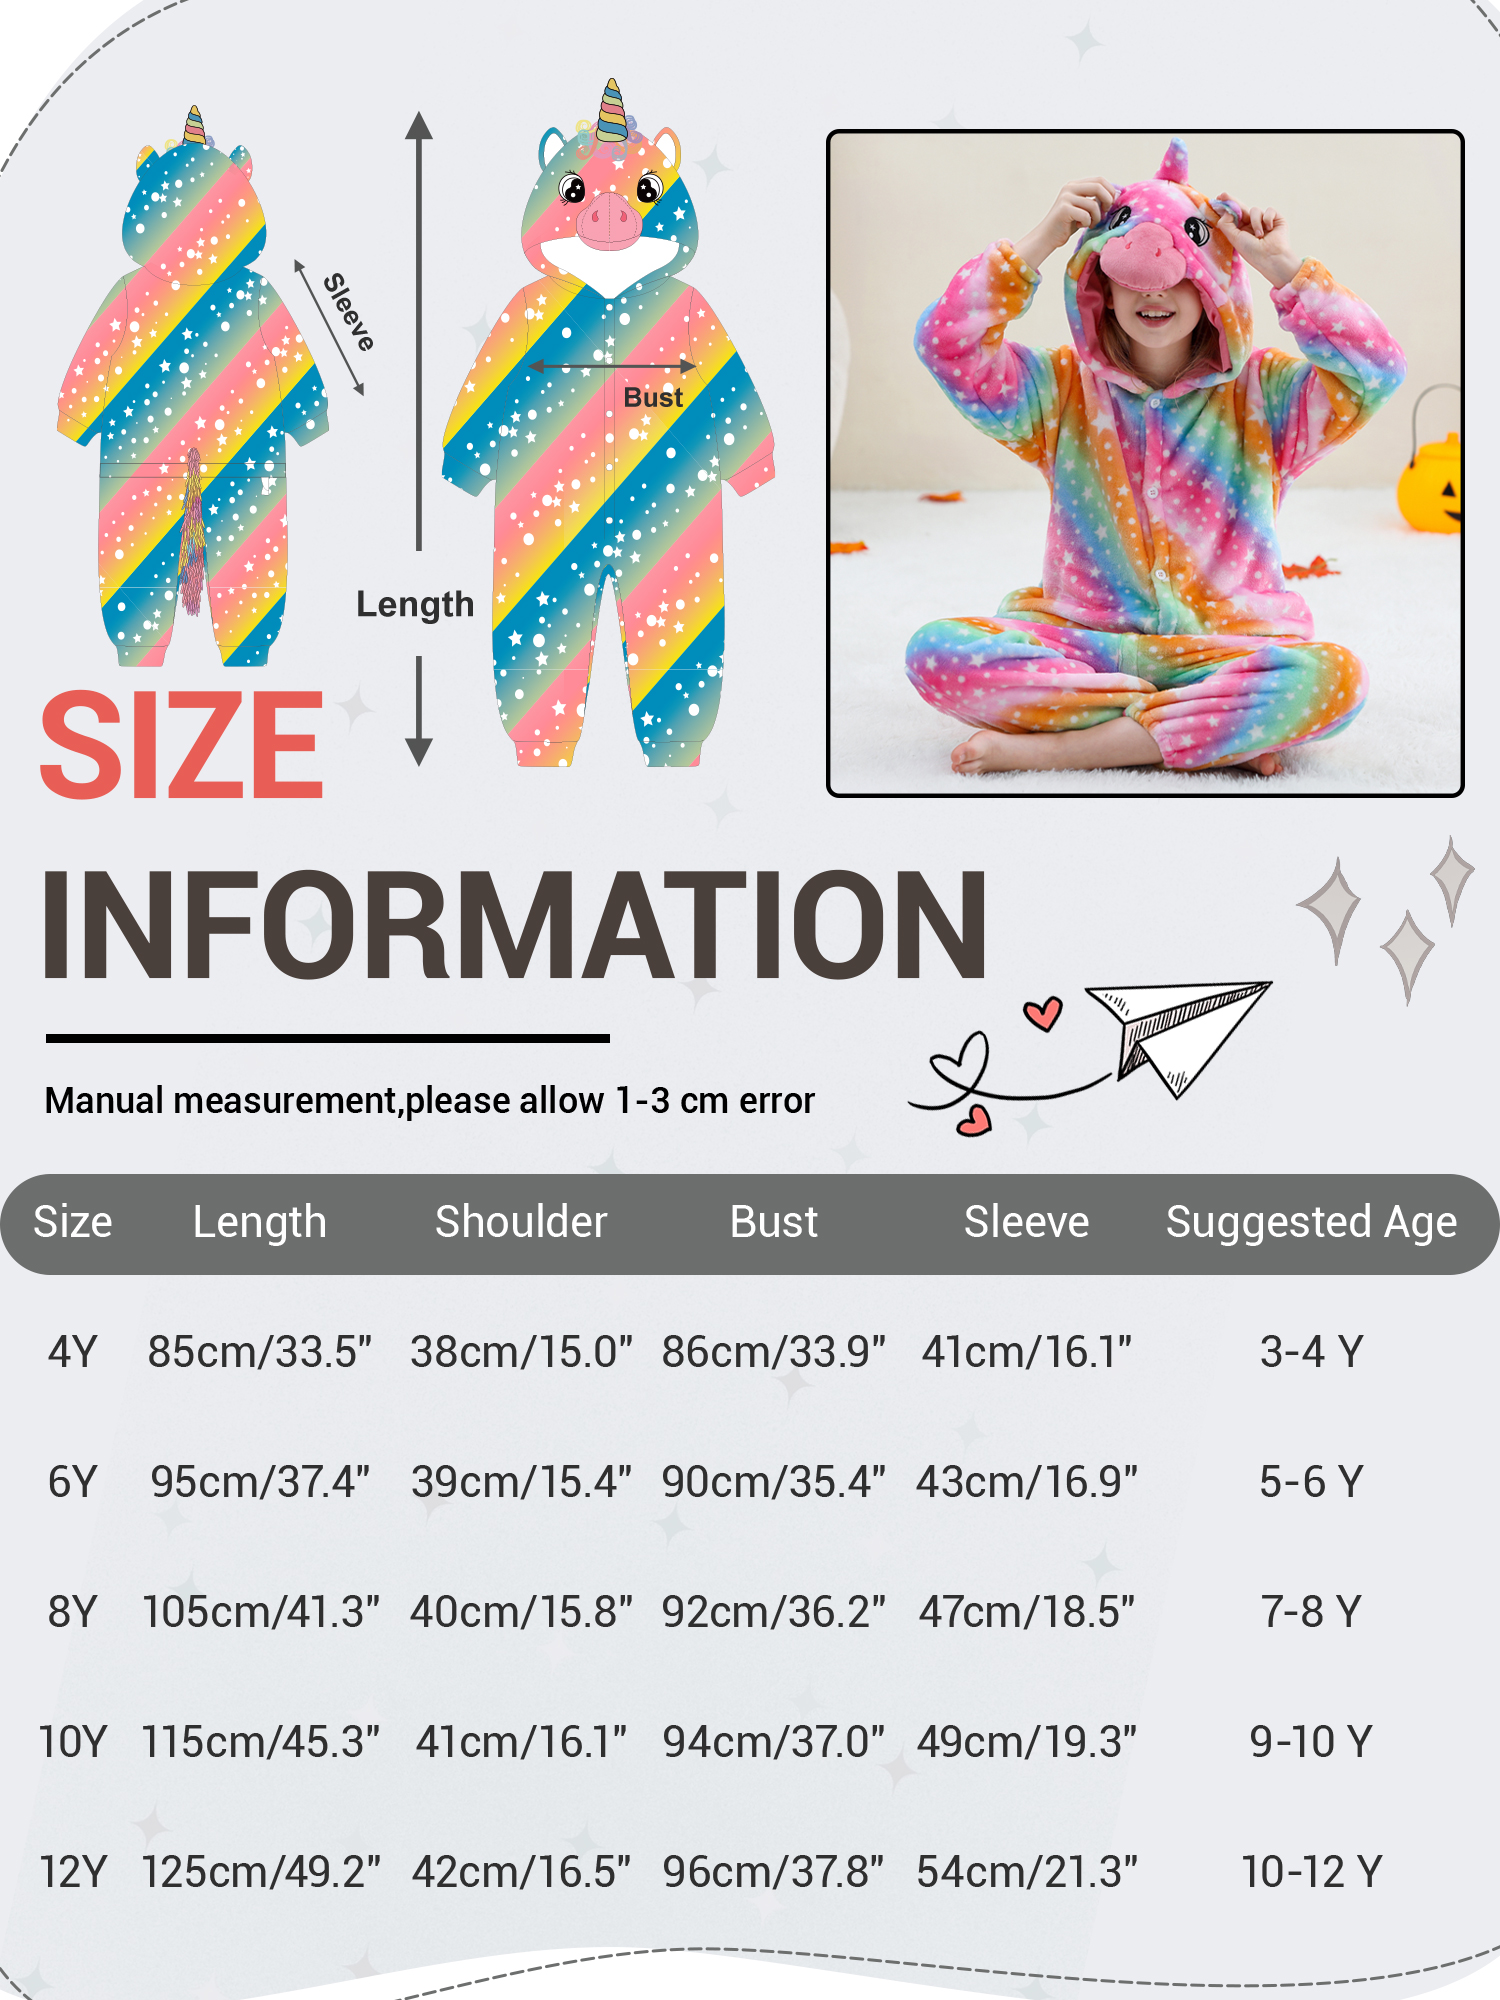 Sleeve
Bust
Length
SIZE
INFORMATION
Manual measurement,please allow 1-3 cm error
Size Length Shoulder Bust Sleeve Suggested Age
4Y 85cm/33.5" 38cm/15.0" 86cm/33.9" 41cm/16.1" 3-4 Y
6Y 95cm/37.4" 39cm/15.4" 90cm/35.4" 43cm/16.9" 5-6 Y
8Y 105cm/41.3" 40cm/15.8" 92cm/36.2" 47cm/18.5" 7-8 Y
10Y 115cm/45.3" 41cm/16.1" 94cm/37.0" 49cm/19.3" 9-10 Y
12Y 125cm/49.2" 42cm/16.5" 96cm/37.8" 54cm/21.3" 10-12 Y